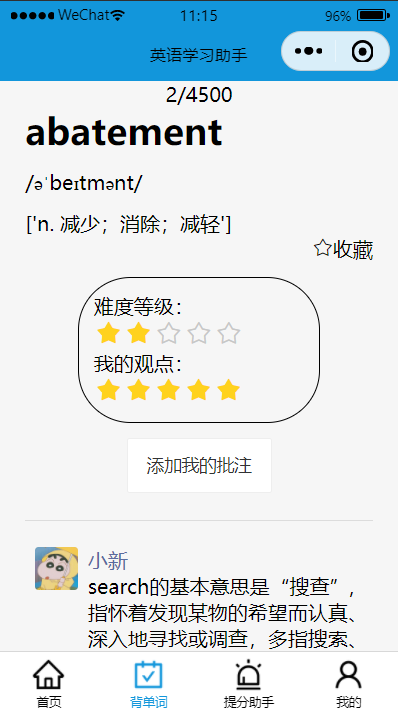 WeChat 11:15 96%
英语学习助手
2/4500
abatement
/əˈbeɪtmənt/
['n. 减少；消除；减轻']
收藏
难度等级：
我的观点：
添加我的批注
小新
search的基本意思是“搜查”，
指怀着发现某物的希望而认真、
深入地寻找或调查，多指搜索、
首页 背单词 提分助手 我的